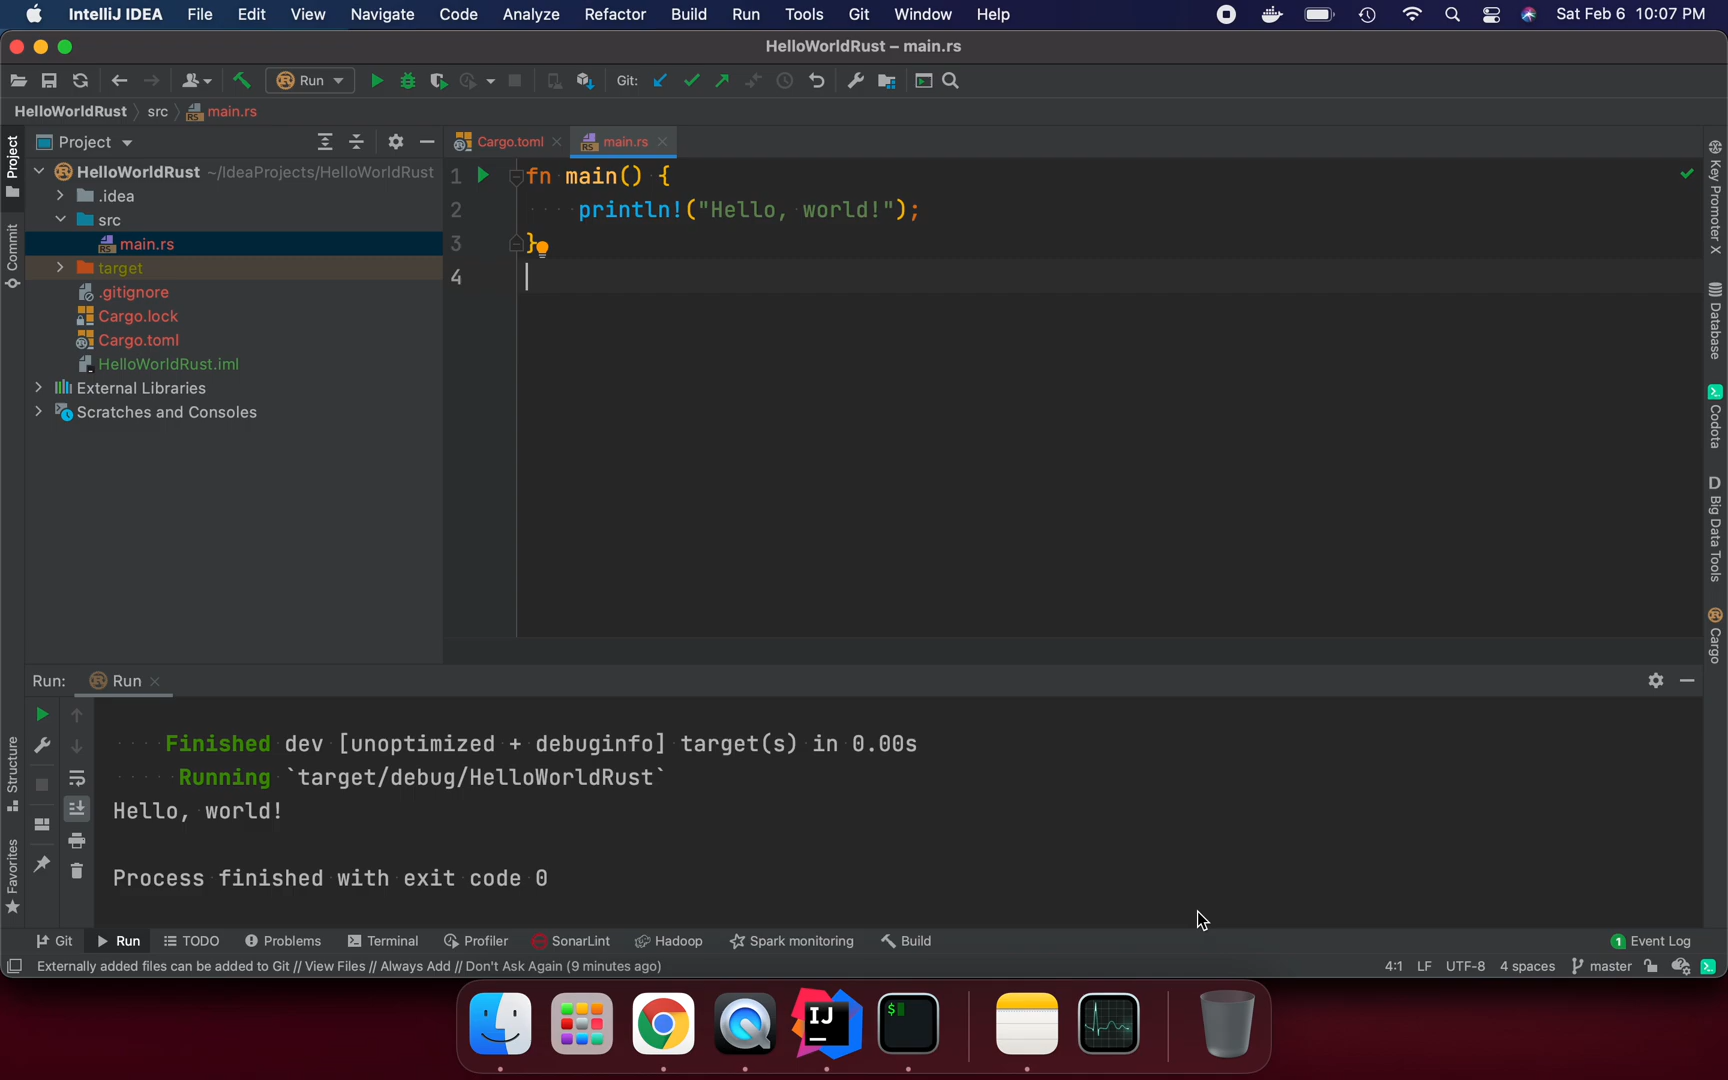 IntelliJ IDEA File Edit View Navigate Code Analyze Refactor Build Run Tools Git Window Help Sat Feb 6 10:07 PM
HelloWorldRust – main.rs
Run Git:
HelloWorldRust src main.rs
Project
Cargo.toml main.rs
HelloWorldRust ~/IdeaProjects/HelloWorldRust
.idea
src
main.rs
target
.gitignore
Cargo.lock
Cargo.toml
HelloWorldRust.iml
External Libraries
Scratches and Consoles
1 fn main() {
2 println!("Hello, world!");
3 }
4
Project
Commit
Structure
Favorites
Key Promoter X
Database
Codota
D Big Data Tools
Cargo
Run: Run
Finished dev [unoptimized + debuginfo] target(s) in 0.00s
Running `target/debug/HelloWorldRust`
Hello, world!
Process finished with exit code 0
Git Run TODO Problems Terminal Profiler SonarLint Hadoop Spark monitoring Build 1 Event Log
Externally added files can be added to Git // View Files // Always Add // Don't Ask Again (9 minutes ago) 4:1 LF UTF-8 4 spaces master
IJ
$